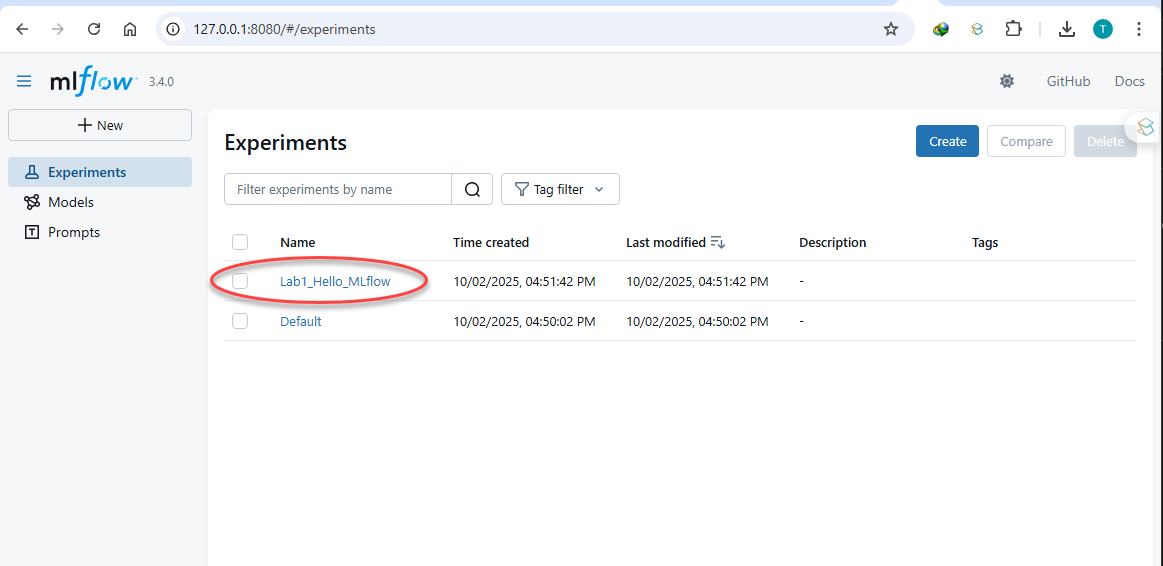 127.0.0.1:8080/#/experiments
T
mlflow 3.4.0
GitHub Docs
New
Experiments
Models
T Prompts
Experiments
Create Compare Delete
Filter experiments by name Tag filter
Name Time created Last modified Description Tags
Lab1_Hello_MLflow 10/02/2025, 04:51:42 PM 10/02/2025, 04:51:42 PM -
Default 10/02/2025, 04:50:02 PM 10/02/2025, 04:50:02 PM -